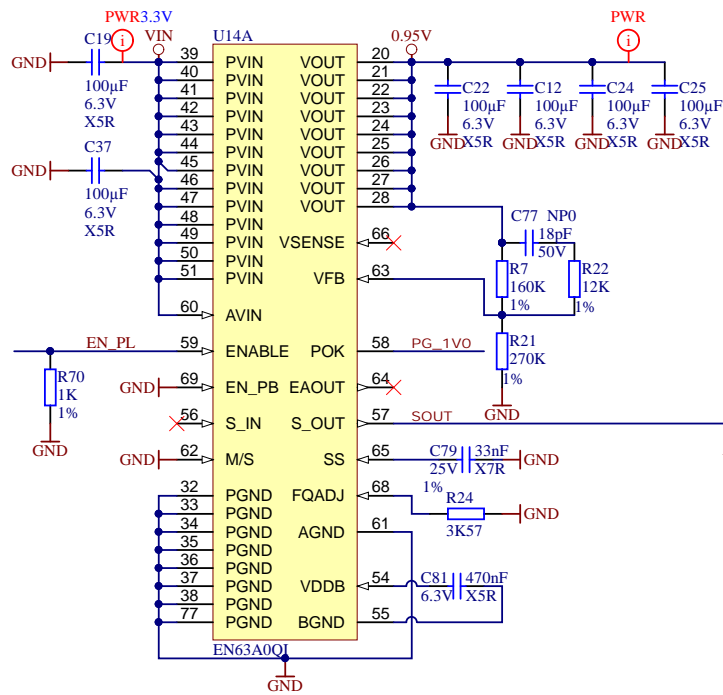 PWR3.3V
VIN
U14A
0.95V
PWR
GND
C19
100µF
6.3V
X5R
GND
C37
100µF
6.3V
X5R
39 PVIN VOUT 20
40 PVIN VOUT 21
41 PVIN VOUT 22
42 PVIN VOUT 23
43 PVIN VOUT 24
44 PVIN VOUT 25
45 PVIN VOUT 26
46 PVIN VOUT 27
47 PVIN VOUT 28
48 PVIN
49 PVIN VSENSE 66
50 PVIN
51 PVIN VFB 63
60 AVIN
EN_PL 59 ENABLE POK 58 PG_1V0
GND 69 EN_PB EAOUT 64
56 S_IN S_OUT 57 SOUT
GND 62 M/S SS 65
32 PGND FQADJ 68
33 PGND
34 PGND AGND 61
35 PGND
36 PGND
37 PGND VDDB 54
38 PGND
77 PGND BGND 55
EN63A0QI
GND
R70
1K
1%
GND
C22
100µF
6.3V
X5R
GND
C12
100µF
6.3V
X5R
GND
C24
100µF
6.3V
X5R
GND
C25
100µF
6.3V
X5R
GND
C77 NP0
18pF
50V
R7
160K
1%
R22
12K
1%
R21
270K
1%
GND
C79 33nF
25V X7R
1%
GND
R24
3K57
GND
C81 470nF
6.3V X5R